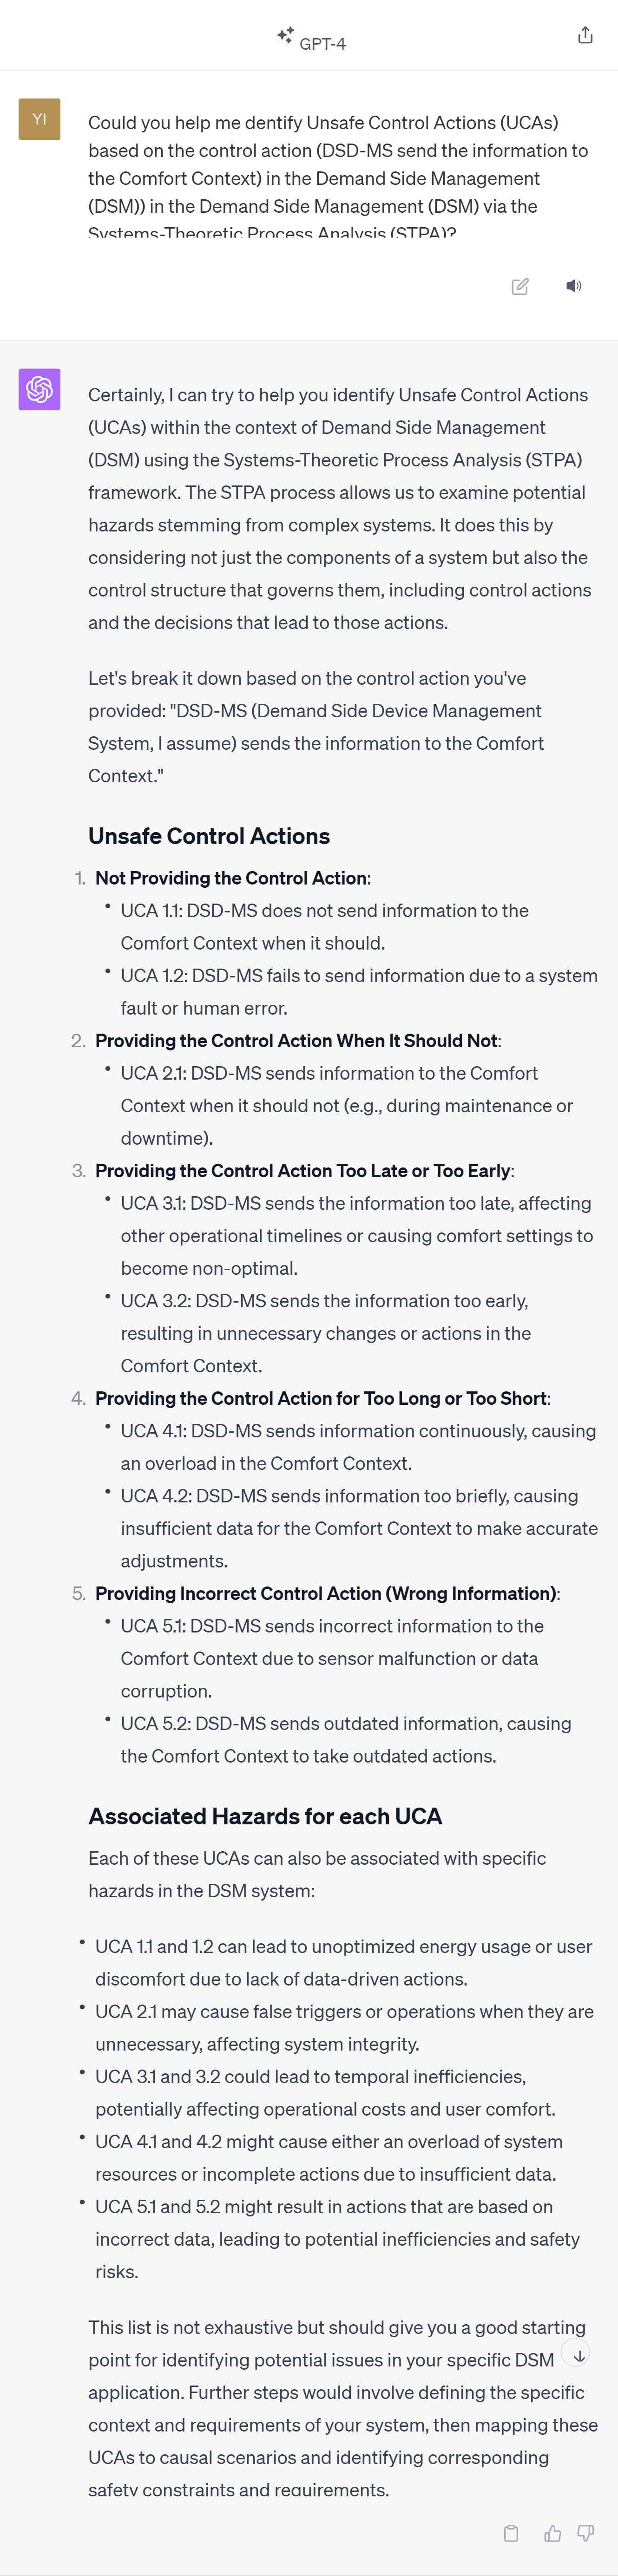 GPT-4
YI
Could you help me dentify Unsafe Control Actions (UCAs)
based on the control action (DSD-MS send the information to
the Comfort Context) in the Demand Side Management
(DSM)) in the Demand Side Management (DSM) via the
Systems-Theoretic Process Analysis (STPA)?
Certainly, I can try to help you identify Unsafe Control Actions
(UCAs) within the context of Demand Side Management
(DSM) using the Systems-Theoretic Process Analysis (STPA)
framework. The STPA process allows us to examine potential
hazards stemming from complex systems. It does this by
considering not just the components of a system but also the
control structure that governs them, including control actions
and the decisions that lead to those actions.
Let's break it down based on the control action you've
provided: "DSD-MS (Demand Side Device Management
System, I assume) sends the information to the Comfort
Context."
Unsafe Control Actions
1. Not Providing the Control Action:
• UCA 1.1: DSD-MS does not send information to the
Comfort Context when it should.
• UCA 1.2: DSD-MS fails to send information due to a system
fault or human error.
2. Providing the Control Action When It Should Not:
• UCA 2.1: DSD-MS sends information to the Comfort
Context when it should not (e.g., during maintenance or
downtime).
3. Providing the Control Action Too Late or Too Early:
• UCA 3.1: DSD-MS sends the information too late, affecting
other operational timelines or causing comfort settings to
become non-optimal.
• UCA 3.2: DSD-MS sends the information too early,
resulting in unnecessary changes or actions in the
Comfort Context.
4. Providing the Control Action for Too Long or Too Short:
• UCA 4.1: DSD-MS sends information continuously, causing
an overload in the Comfort Context.
• UCA 4.2: DSD-MS sends information too briefly, causing
insufficient data for the Comfort Context to make accurate
adjustments.
5. Providing Incorrect Control Action (Wrong Information):
• UCA 5.1: DSD-MS sends incorrect information to the
Comfort Context due to sensor malfunction or data
corruption.
• UCA 5.2: DSD-MS sends outdated information, causing
the Comfort Context to take outdated actions.
Associated Hazards for each UCA
Each of these UCAs can also be associated with specific
hazards in the DSM system:
• UCA 1.1 and 1.2 can lead to unoptimized energy usage or user
discomfort due to lack of data-driven actions.
• UCA 2.1 may cause false triggers or operations when they are
unnecessary, affecting system integrity.
• UCA 3.1 and 3.2 could lead to temporal inefficiencies,
potentially affecting operational costs and user comfort.
• UCA 4.1 and 4.2 might cause either an overload of system
resources or incomplete actions due to insufficient data.
• UCA 5.1 and 5.2 might result in actions that are based on
incorrect data, leading to potential inefficiencies and safety
risks.
This list is not exhaustive but should give you a good starting
point for identifying potential issues in your specific DSM
application. Further steps would involve defining the specific
context and requirements of your system, then mapping these
UCAs to causal scenarios and identifying corresponding
safety constraints and requirements.